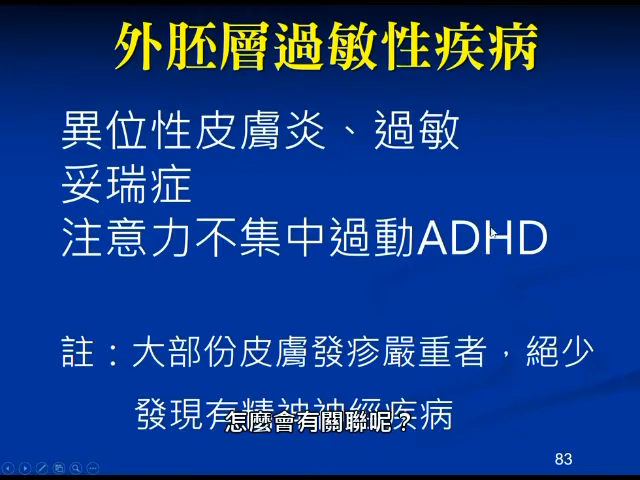 外胚層過敏性疾病
異位性皮膚炎、過敏
妥瑞症
注意力不集中過動ADHD
註：大部份皮膚發疹嚴重者，絕少
發現有精神神經疾病
怎麼會有關聯呢？
83